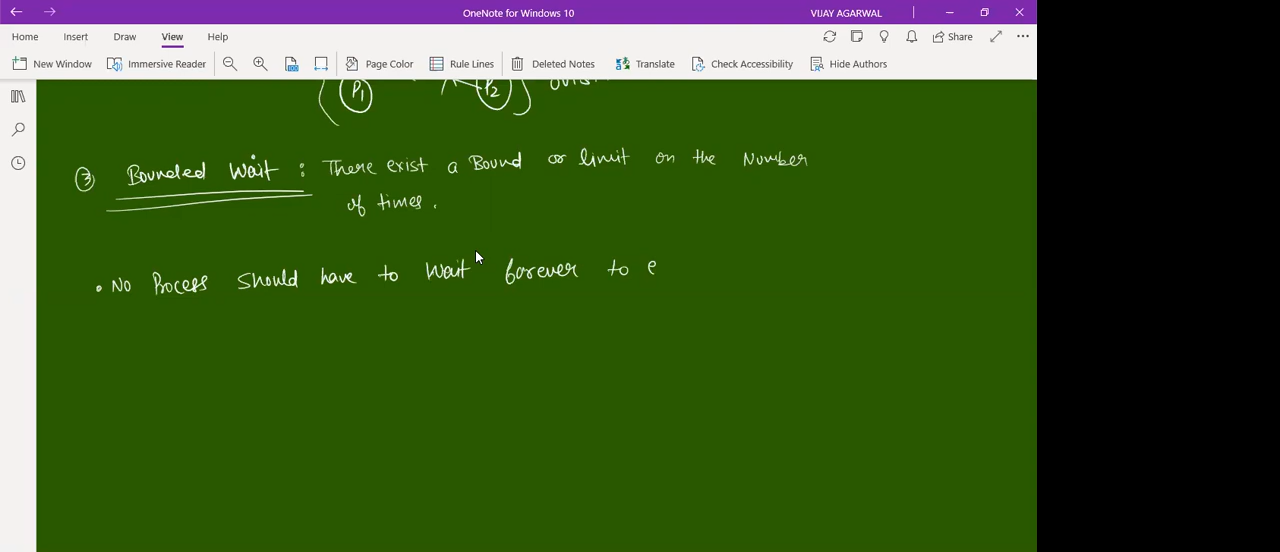 OneNote for Windows 10
VIJAY AGARWAL
Home Insert Draw View Help
Share
New Window Immersive Reader Page Color Rule Lines Deleted Notes Translate Check Accessibility Hide Authors
P1 P2
③ Bounded Wait : There exist a Bound or limit on the Number
of times.
• No Process should have to wait forever to e